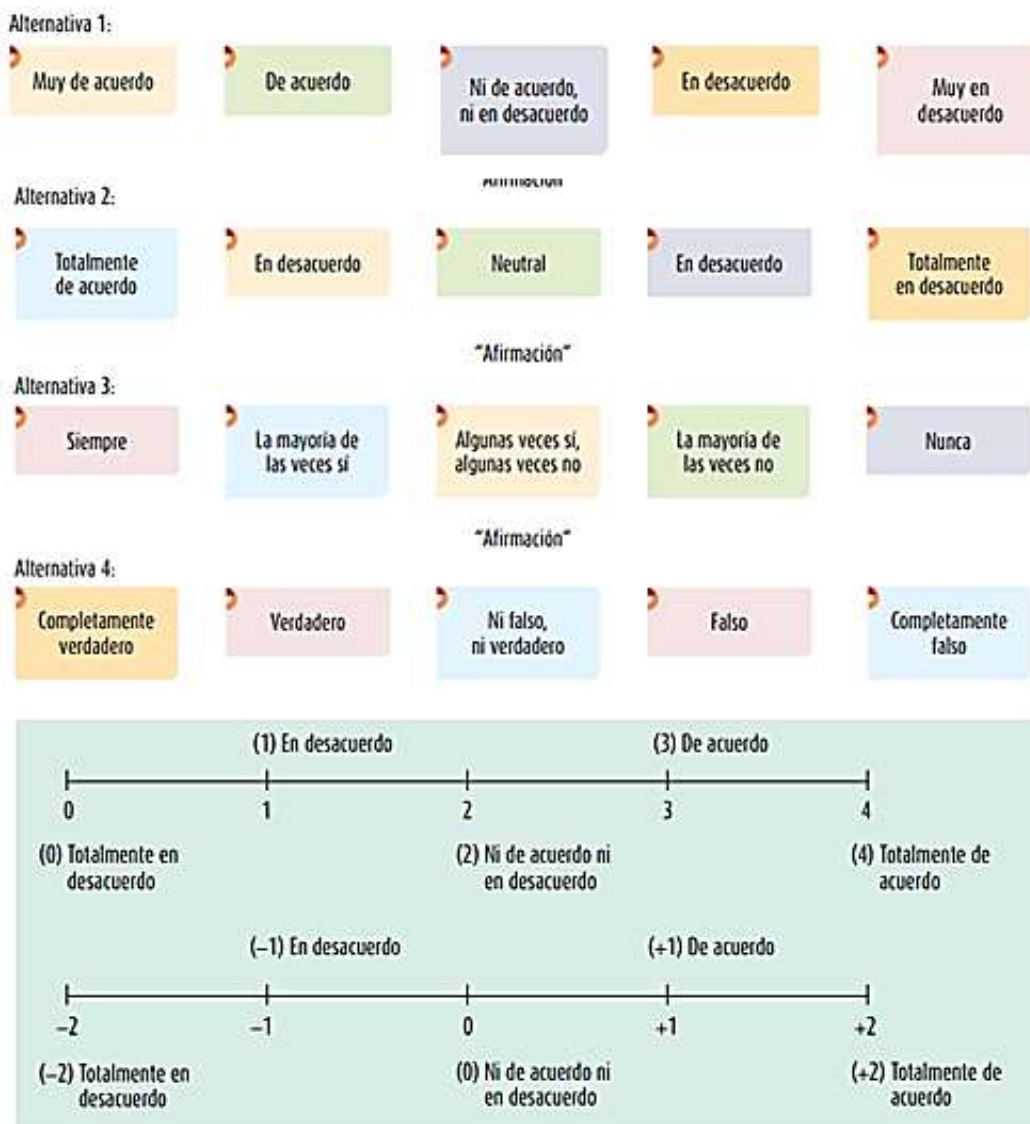 Alternativa 1:
Muy de acuerdo
De acuerdo
Ni de acuerdo,
ni en desacuerdo
En desacuerdo
Muy en
desacuerdo
Alternativa 2:
Totalmente
de acuerdo
En desacuerdo
Neutral
En desacuerdo
Totalmente
en desacuerdo
"Afirmación"
Alternativa 3:
Siempre
La mayoría de
las veces sí
Algunas veces sí,
algunas veces no
La mayoría de
las veces no
Nunca
"Afirmación"
Alternativa 4:
Completamente
verdadero
Verdadero
Ni falso,
ni verdadero
Falso
Completamente
falso
(1) En desacuerdo (3) De acuerdo
0 1 2 3 4
(0) Totalmente en
desacuerdo
(2) Ni de acuerdo ni
en desacuerdo
(4) Totalmente de
acuerdo
(–1) En desacuerdo (+1) De acuerdo
–2 –1 0 +1 +2
(–2) Totalmente en
desacuerdo
(0) Ni de acuerdo ni
en desacuerdo
(+2) Totalmente de
acuerdo